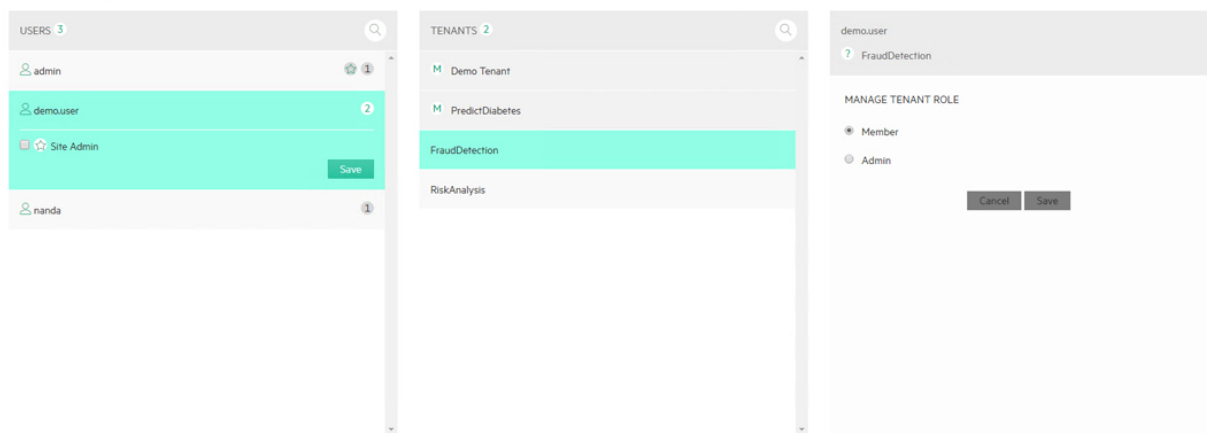 USERS 3
admin 1
demo.user 2
Site Admin
Save
nanda 1
TENANTS 2
M Demo Tenant
M PredictDiabetes
FraudDetection
RiskAnalysis
demo.user
? FraudDetection
MANAGE TENANT ROLE
Member
Admin
Cancel Save